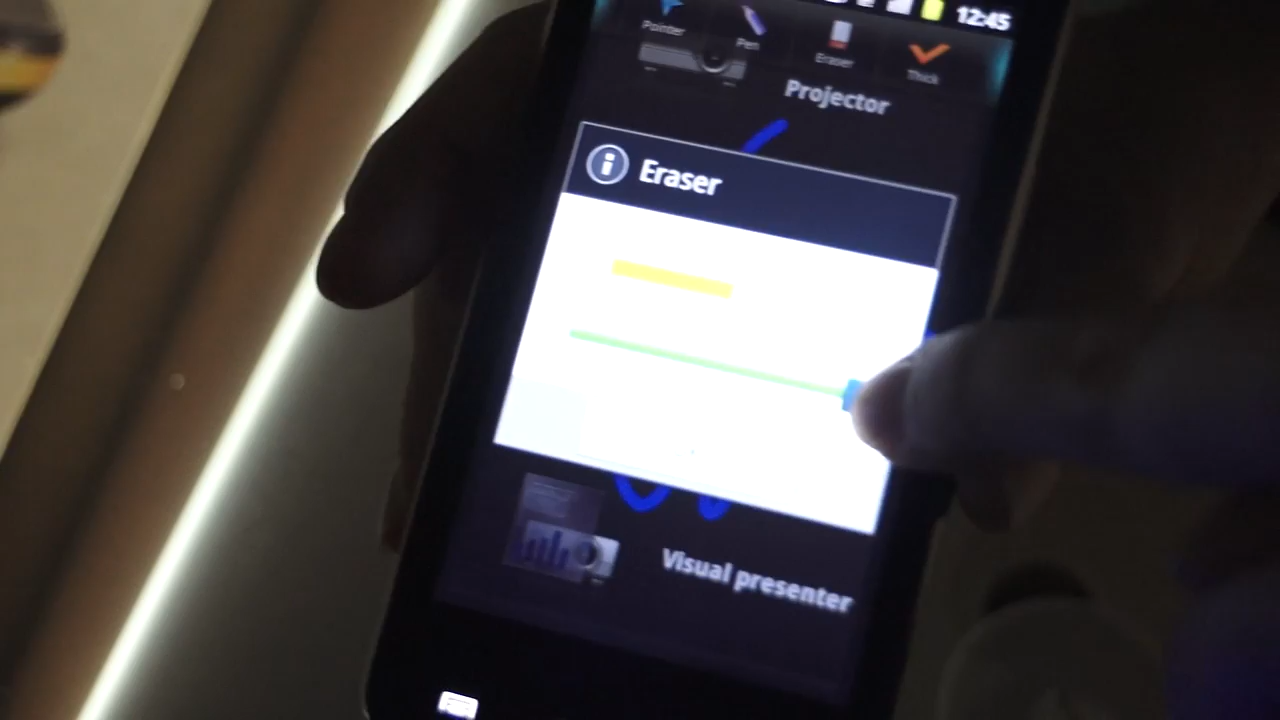 12:45
Pointer
Pen
Eraser
Thick
Projector
Eraser
Visual presenter